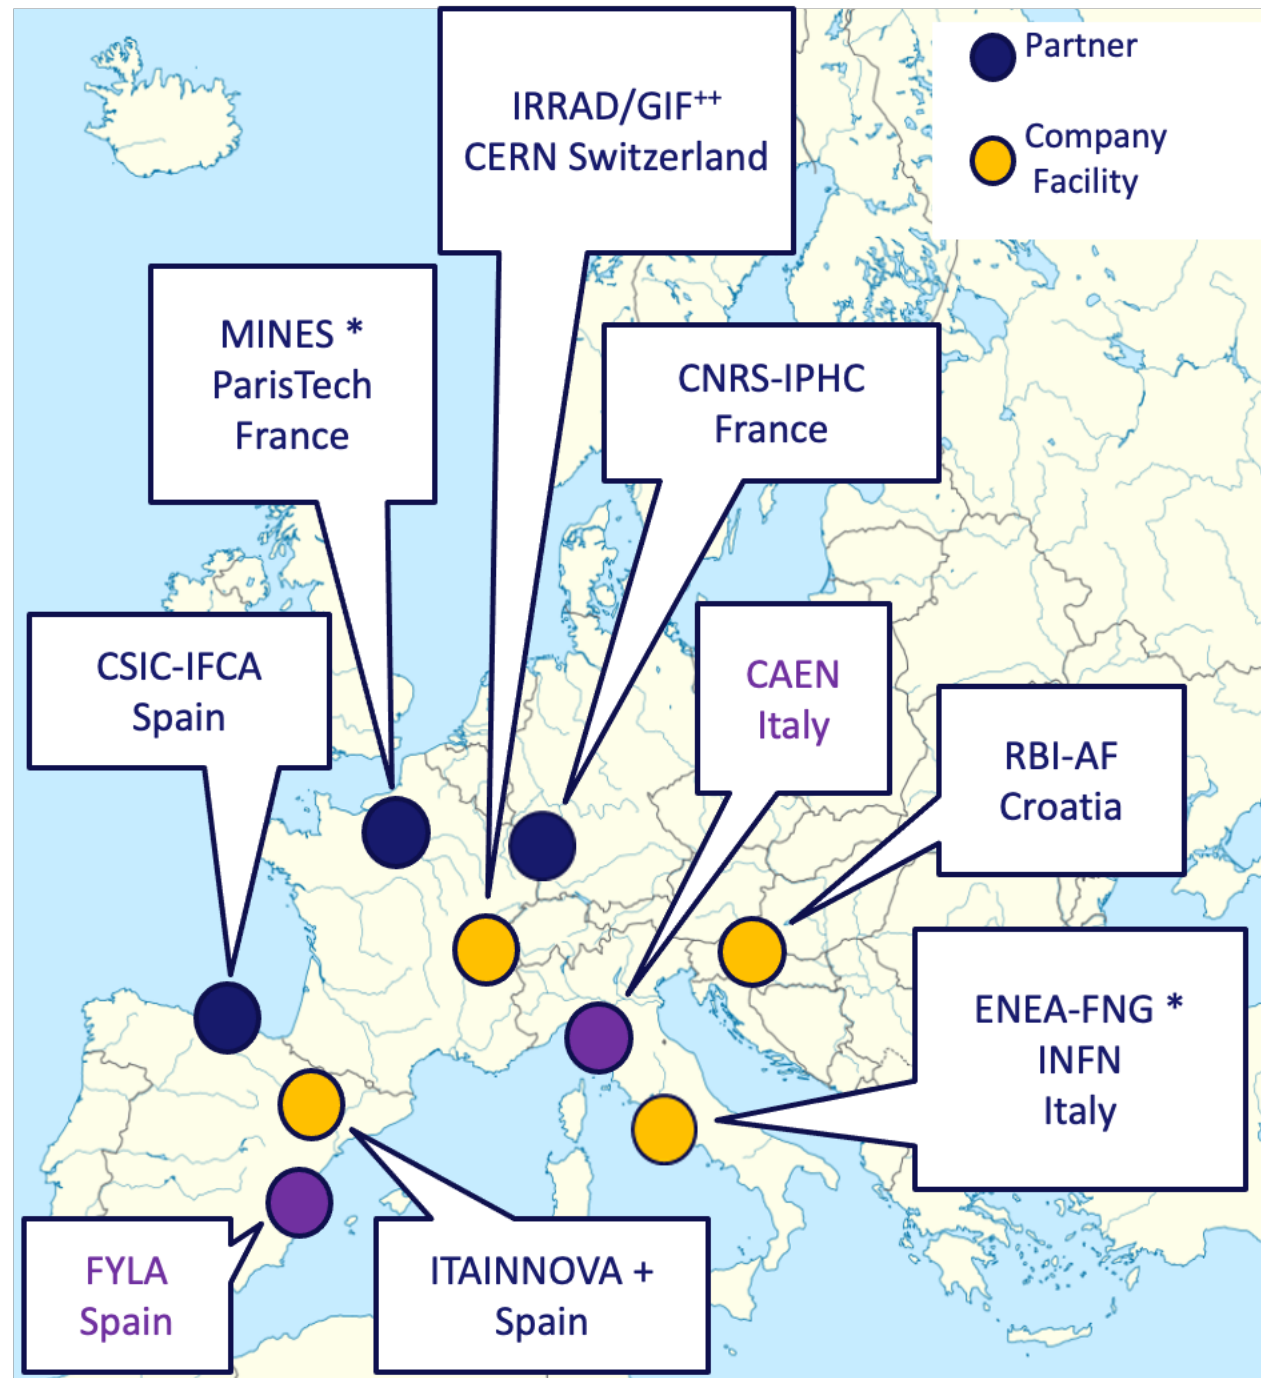 Partner
Company
Facility
IRRAD/GIF⁺⁺
CERN Switzerland
MINES *
ParisTech
France
CNRS-IPHC
France
CSIC-IFCA
Spain
CAEN
Italy
RBI-AF
Croatia
ENEA-FNG *
INFN
Italy
FYLA
Spain
ITAINNOVA +
Spain